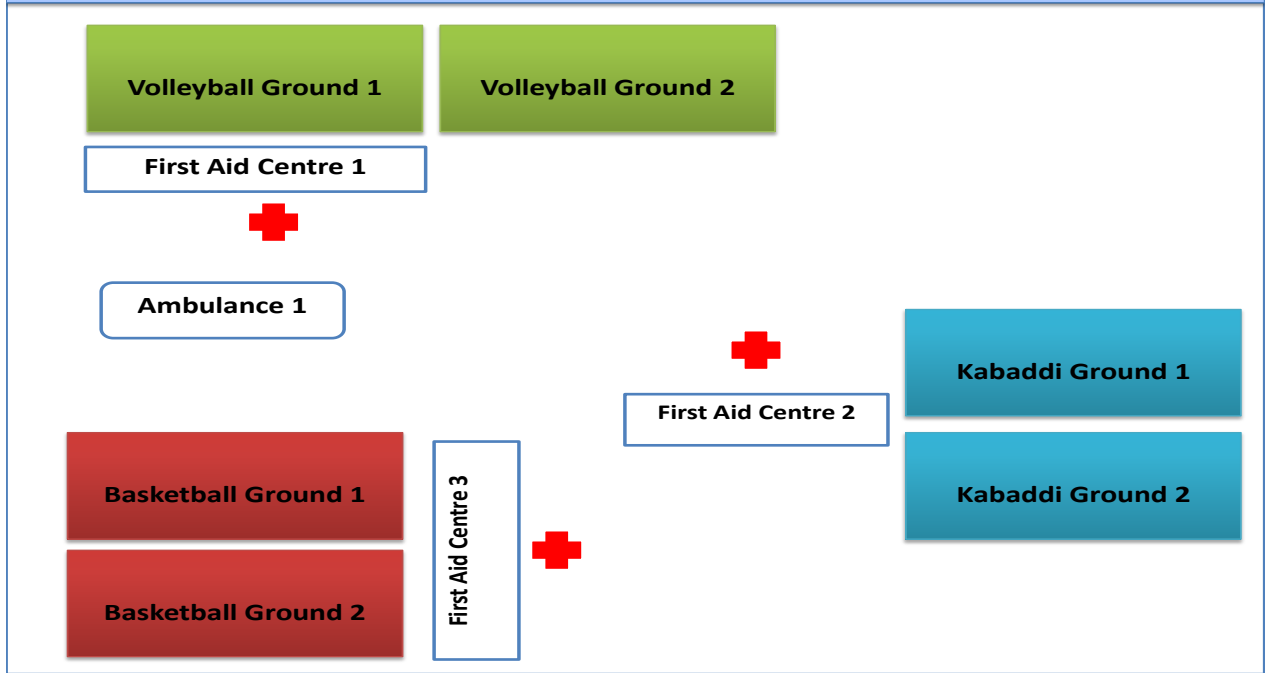 Volleyball Ground 1
Volleyball Ground 2
First Aid Centre 1
Ambulance 1
Kabaddi Ground 1
First Aid Centre 2
Basketball Ground 1
First Aid Centre 3
Kabaddi Ground 2
Basketball Ground 2